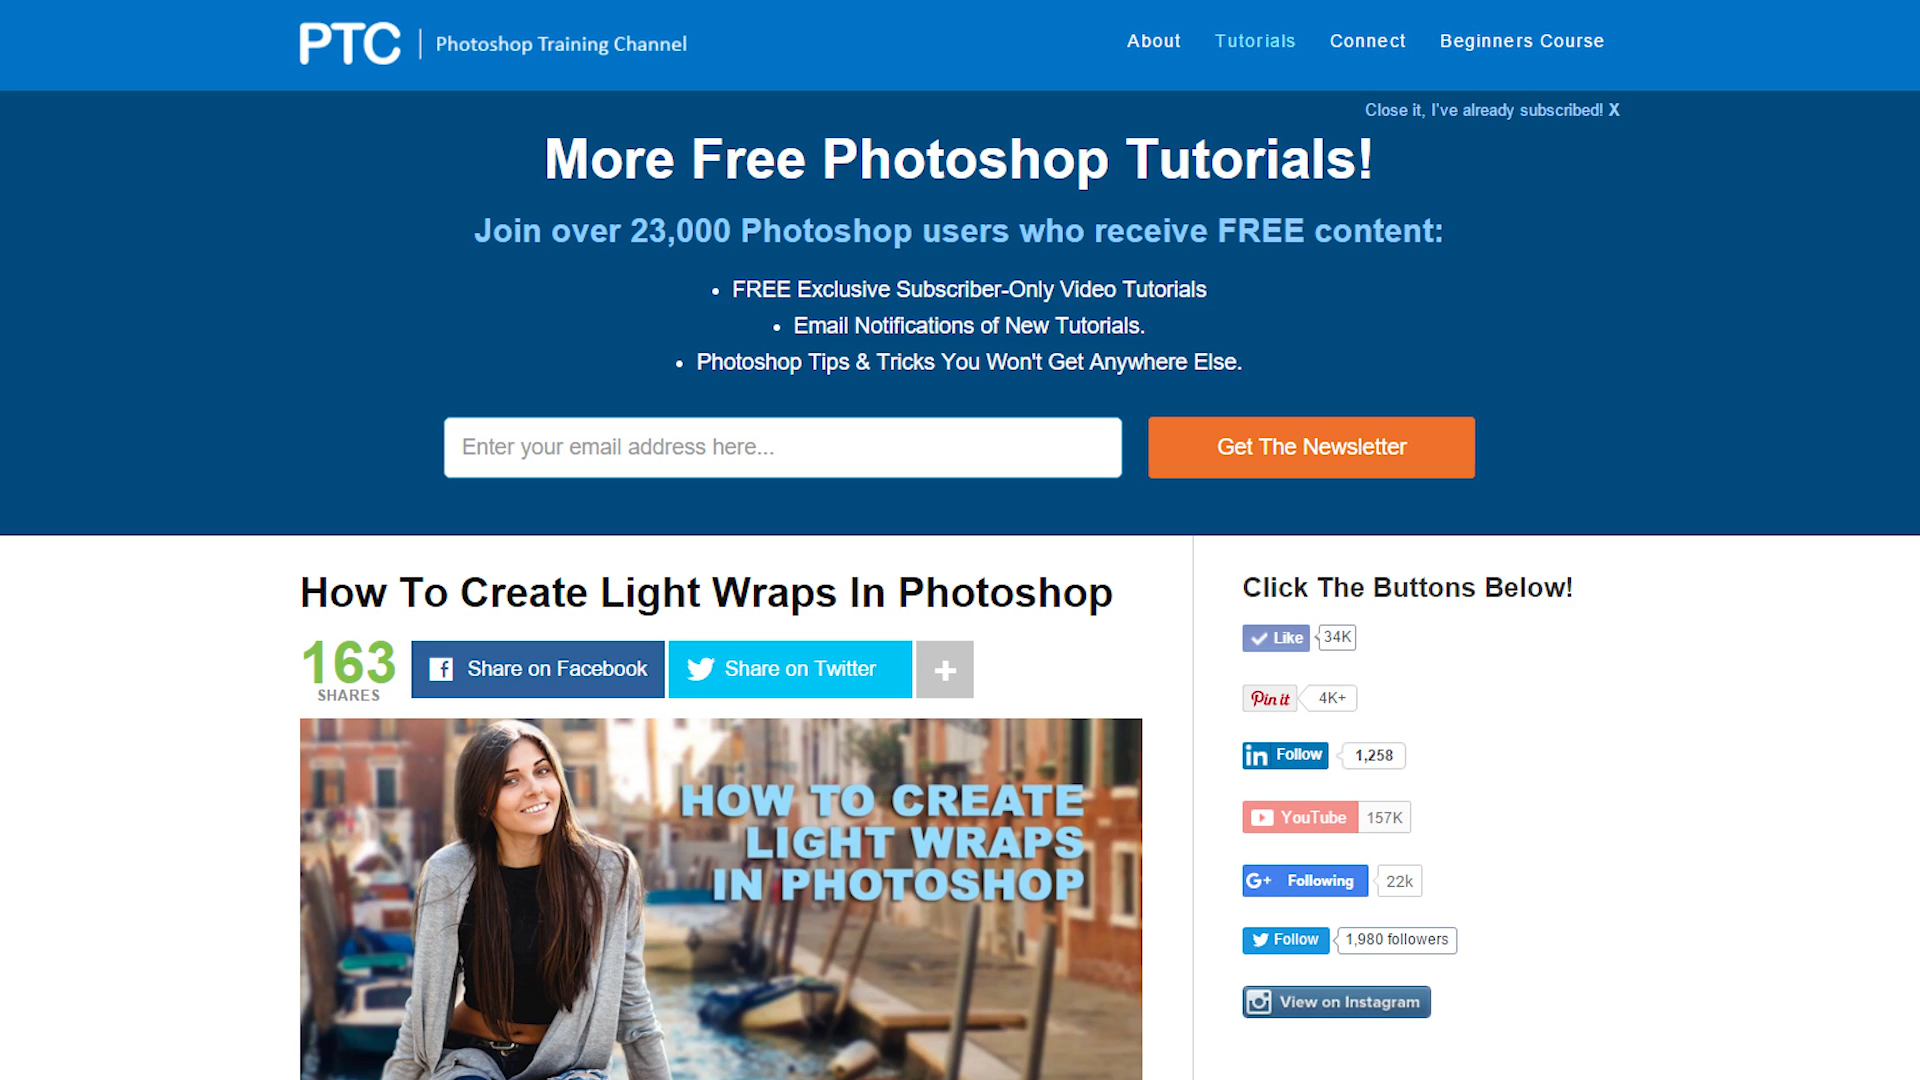 PTC | Photoshop Training Channel
About Tutorials Connect Beginners Course
Close it, I've already subscribed! X
More Free Photoshop Tutorials!
Join over 23,000 Photoshop users who receive FREE content:
• FREE Exclusive Subscriber-Only Video Tutorials
• Email Notifications of New Tutorials.
• Photoshop Tips & Tricks You Won't Get Anywhere Else.
Enter your email address here...
Get The Newsletter
How To Create Light Wraps In Photoshop
163
SHARES
Share on Facebook
Share on Twitter
+
HOW TO CREATE
LIGHT WRAPS
IN PHOTOSHOP
Click The Buttons Below!
Like 34K
Pin it 4K+
in Follow 1,258
YouTube 157K
G+ Following 22k
Follow 1,980 followers
View on Instagram